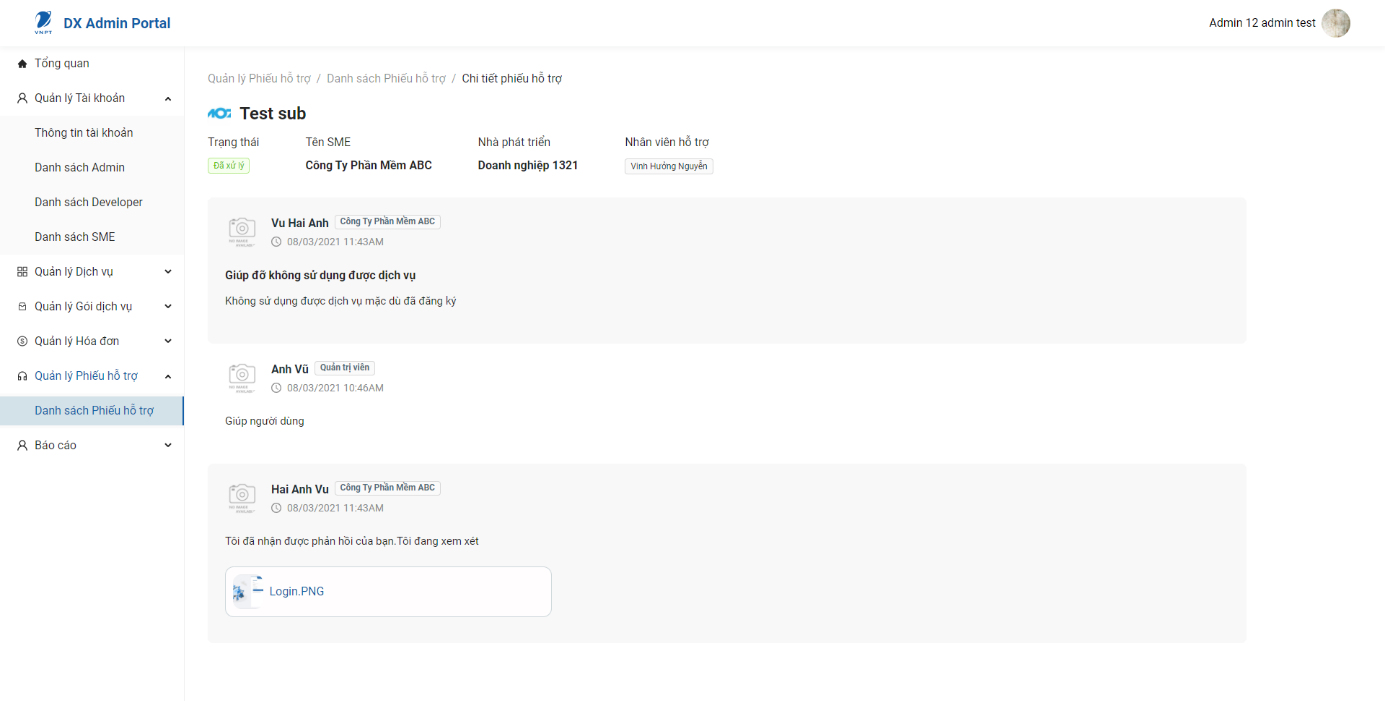 VNPT
DX Admin Portal
Admin 12 admin test
Tổng quan
Quản lý Tài khoản
Thông tin tài khoản
Danh sách Admin
Danh sách Developer
Danh sách SME
Quản lý Dịch vụ
Quản lý Gói dịch vụ
Quản lý Hóa đơn
Quản lý Phiếu hỗ trợ
Danh sách Phiếu hỗ trợ
Báo cáo
Quản lý Phiếu hỗ trợ / Danh sách Phiếu hỗ trợ / Chi tiết phiếu hỗ trợ
Test sub
Trạng thái Tên SME Nhà phát triển Nhân viên hỗ trợ
Đã xử lý Công Ty Phần Mềm ABC Doanh nghiệp 1321 Vinh Hưởng Nguyễn
Vu Hai Anh Công Ty Phần Mềm ABC
08/03/2021 11:43AM
Giúp đỡ không sử dụng được dịch vụ
Không sử dụng được dịch vụ mặc dù đã đăng ký
Anh Vũ Quản trị viên
08/03/2021 10:46AM
Giúp người dùng
Hai Anh Vu Công Ty Phần Mềm ABC
08/03/2021 11:43AM
Tôi đã nhận được phản hồi của bạn.Tôi đang xem xét
Login.PNG